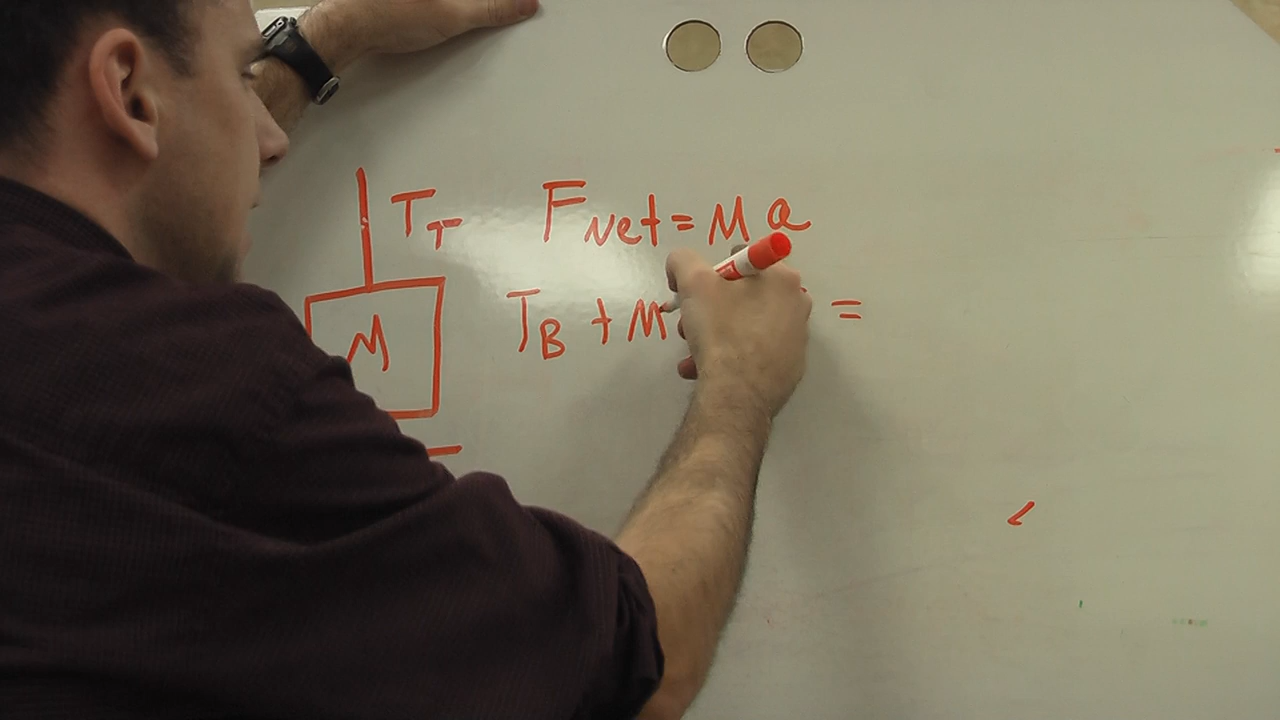 T_T
F_Net = Ma
M
T_B + M =